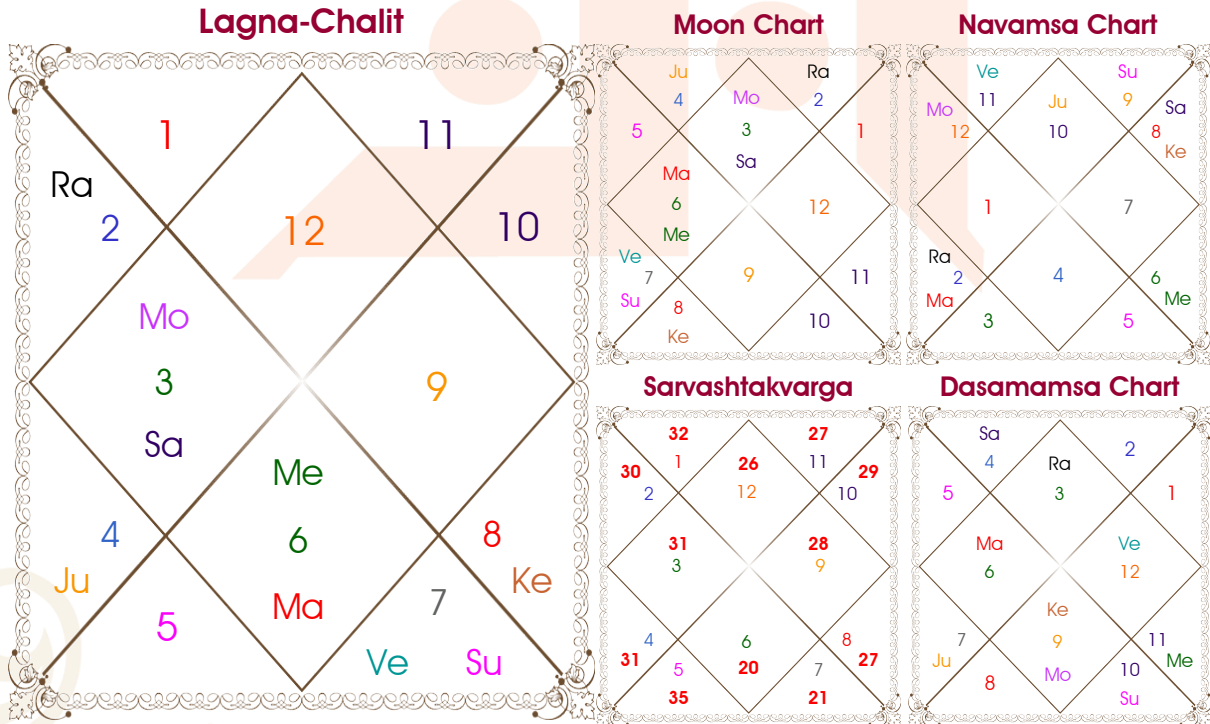 Lagna-Chalit
1
11
Ra
2
12
10
Mo
3
9
Sa
Me
4
6
8
Ju
Ke
Ma
7
5
Ve
Su
Moon Chart
Ju
Ra
4
Mo
2
5
3
1
Sa
Ma
6
12
Me
Ve
7
9
11
Su
8
10
Ke
Navamsa Chart
Ve
Su
Mo
11
Ju
9
Sa
12
10
8
Ke
1
7
Ra
2
4
6
Ma
Me
3
5
Sarvashtakvarga
32
27
1
26
11
30
29
2
12
10
31
28
3
9
4
6
8
31
5
20
7
27
35
21
Dasamamsa Chart
Sa
2
4
Ra
5
3
1
Ma
Ve
6
12
Ke
7
9
11
Ju
Me
8
Mo
10
Su